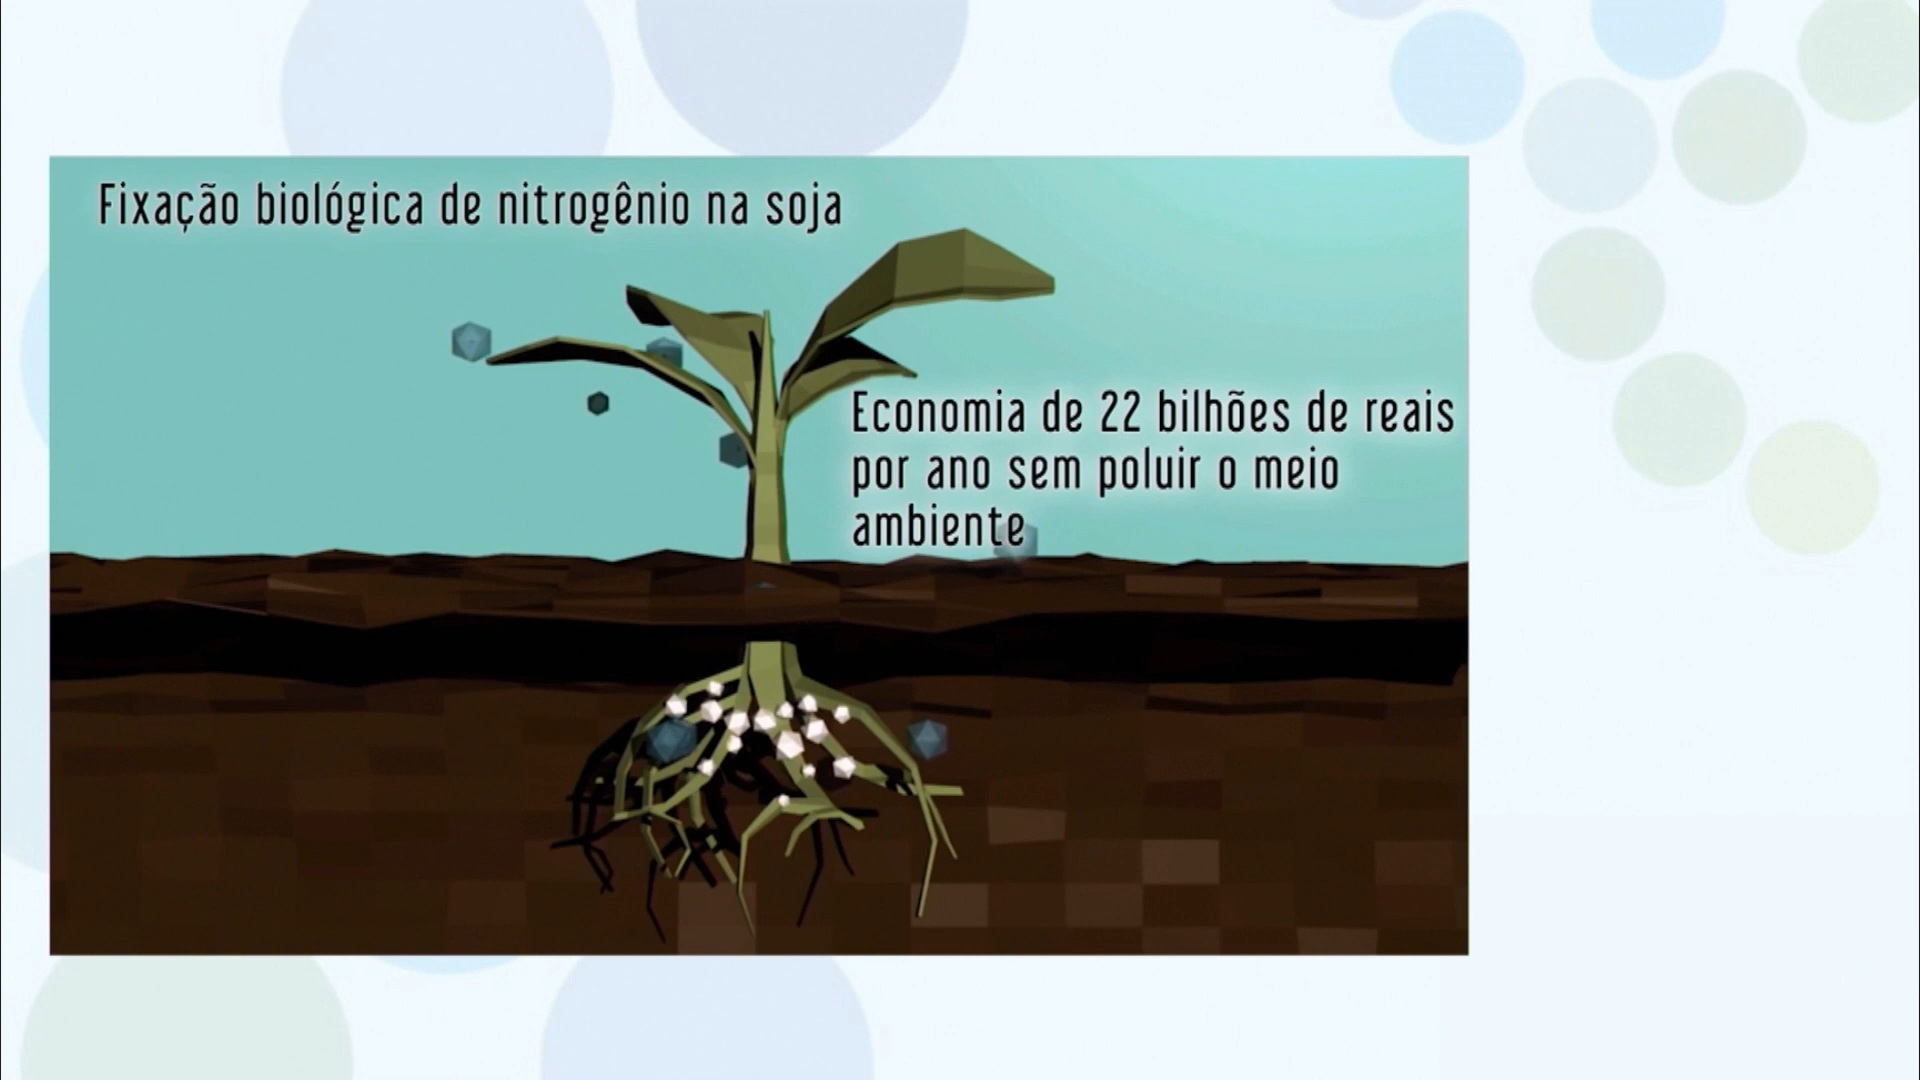 Fixação biológica de nitrogênio na soja
Economia de 22 bilhões de reais
por ano sem poluir o meio
ambiente